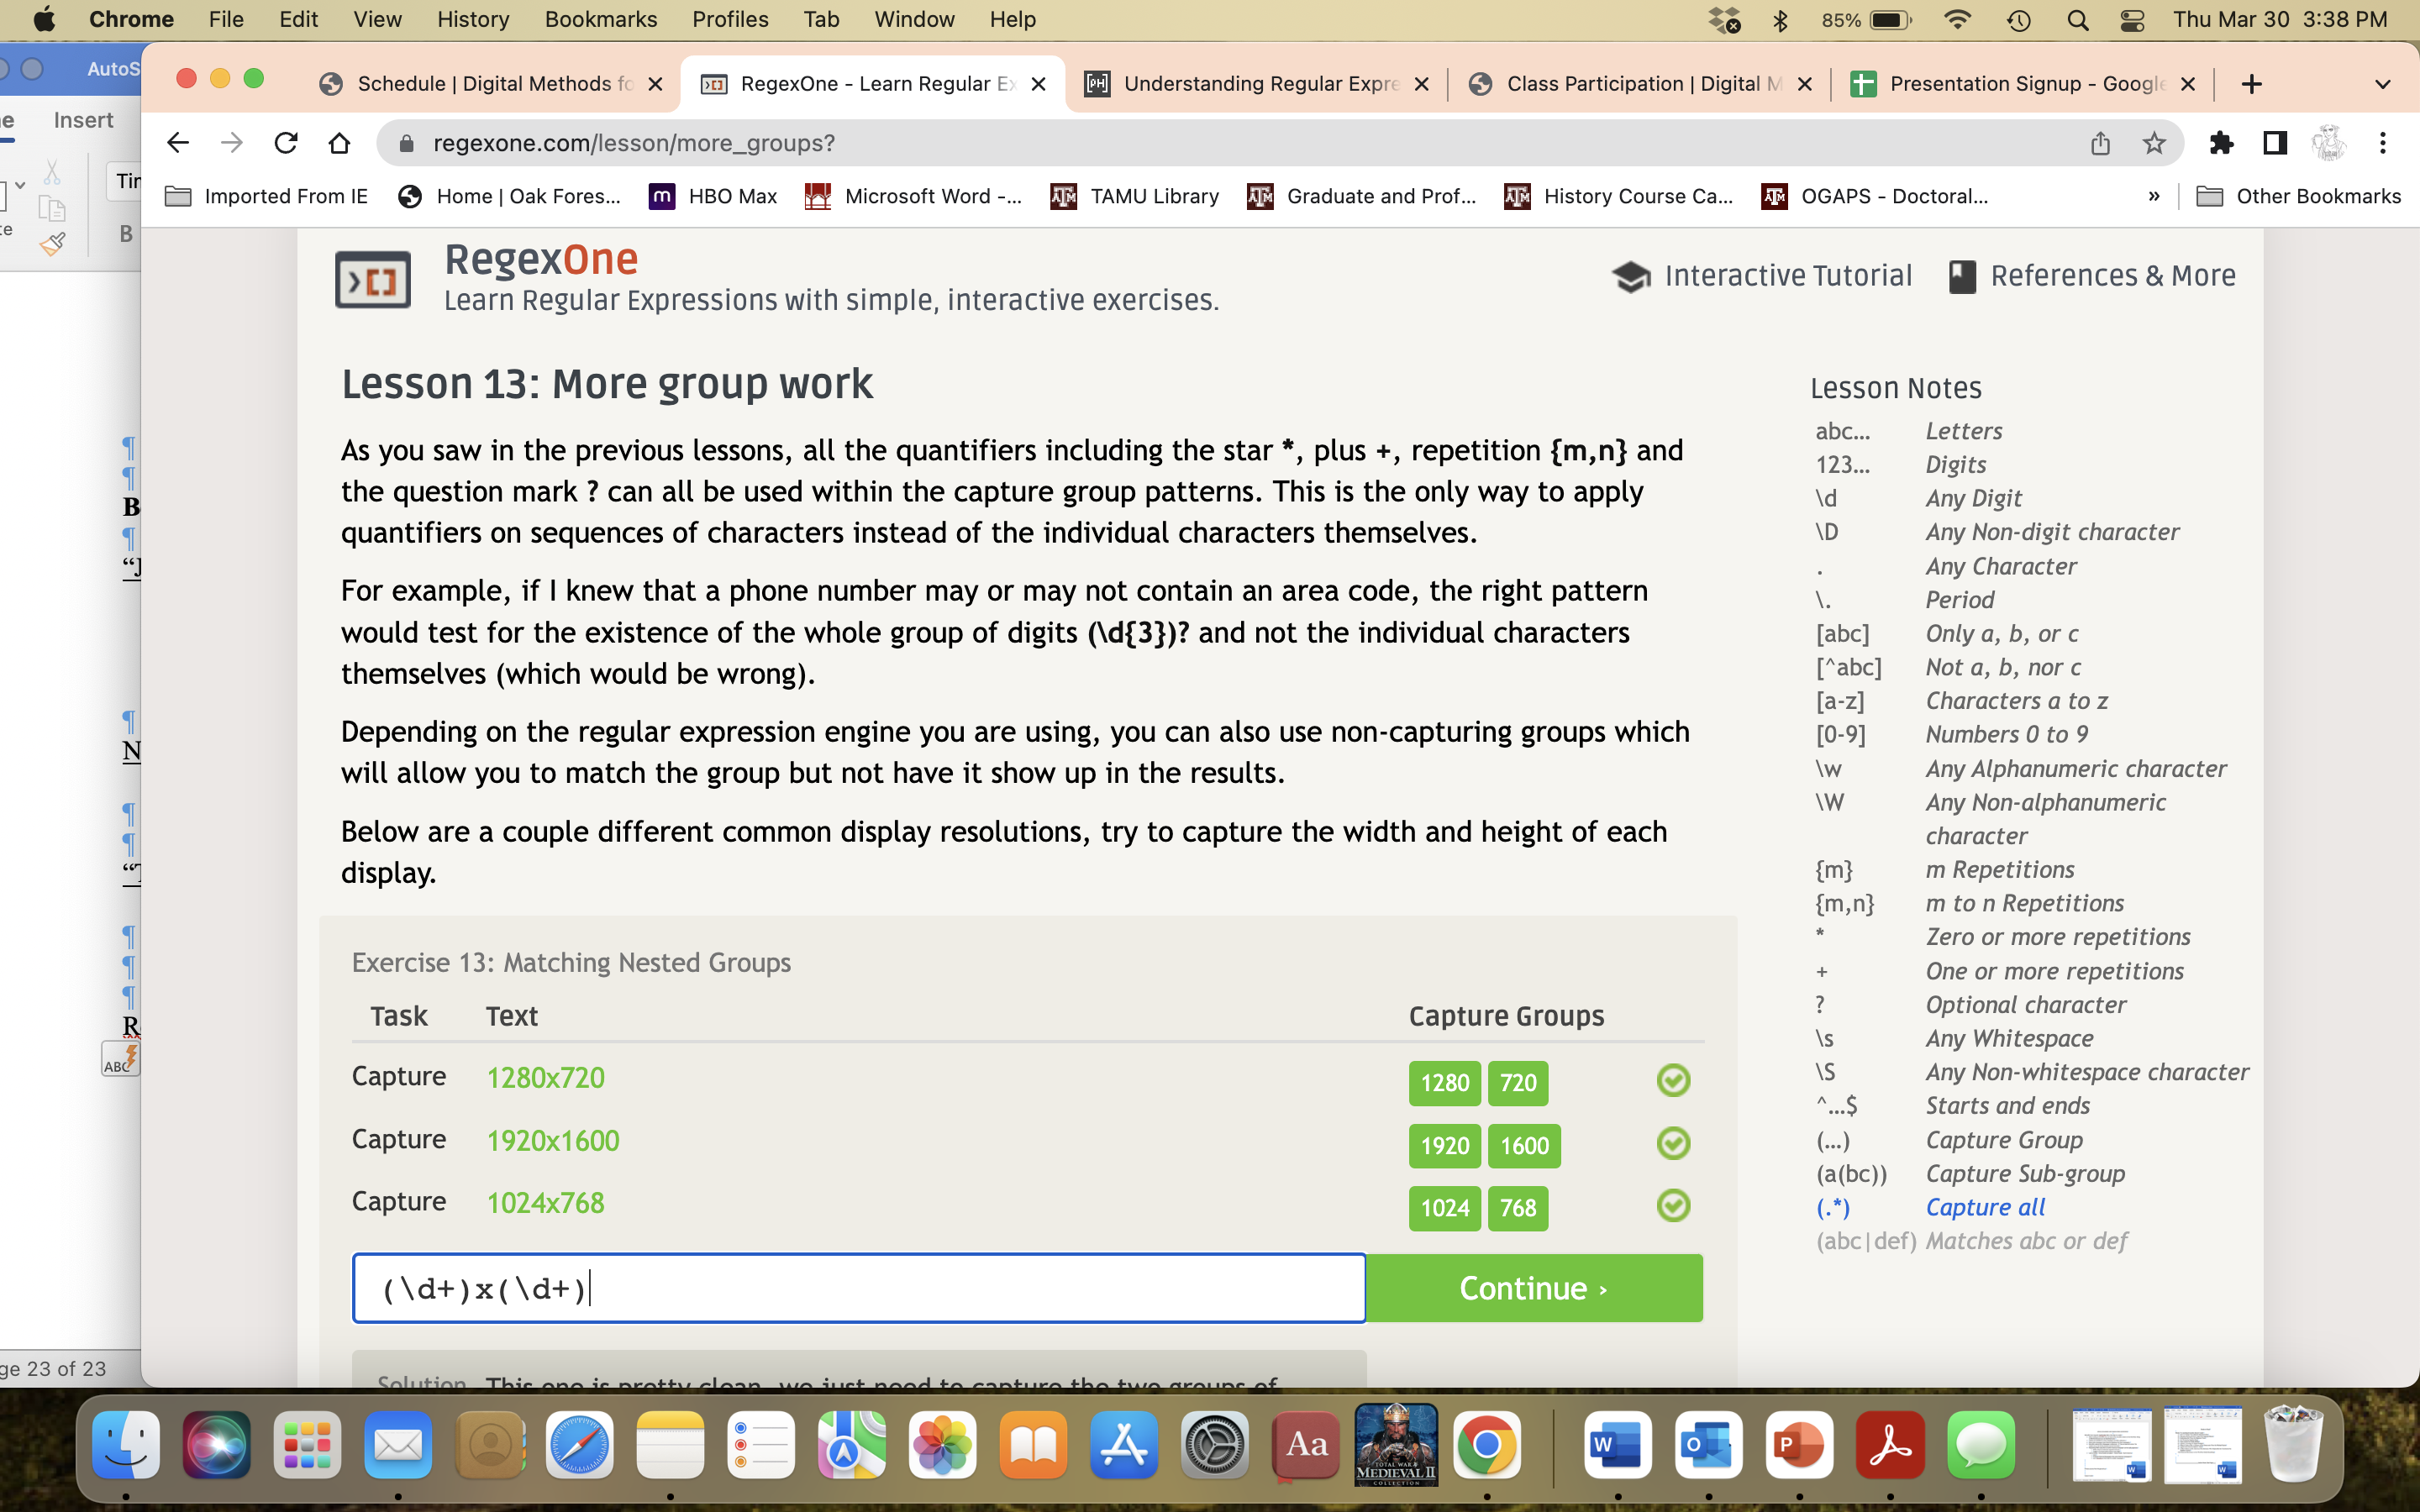 Chrome File Edit View History Bookmarks Profiles Tab Window Help 85% Thu Mar 30 3:38 PM
Schedule | Digital Methods fo RegexOne - Learn Regular Ex Understanding Regular Expre Class Participation | Digital M Presentation Signup - Google
Insert
regexone.com/lesson/more_groups?
Imported From IE Home | Oak Fores... HBO Max Microsoft Word -... TAMU Library Graduate and Prof... History Course Ca... OGAPS - Doctoral... » Other Bookmarks
B
RegexOne
Learn Regular Expressions with simple, interactive exercises.
Interactive Tutorial References & More
Lesson 13: More group work
As you saw in the previous lessons, all the quantifiers including the star *, plus +, repetition {m,n} and
the question mark ? can all be used within the capture group patterns. This is the only way to apply
quantifiers on sequences of characters instead of the individual characters themselves.
For example, if I knew that a phone number may or may not contain an area code, the right pattern
would test for the existence of the whole group of digits (\d{3})? and not the individual characters
themselves (which would be wrong).
Depending on the regular expression engine you are using, you can also use non-capturing groups which
will allow you to match the group but not have it show up in the results.
Below are a couple different common display resolutions, try to capture the width and height of each
display.
Exercise 13: Matching Nested Groups
Task Text Capture Groups
Capture 1280x720 1280 720
Capture 1920x1600 1920 1600
Capture 1024x768 1024 768
(\d+)x(\d+)
Continue ›
Solution This one is pretty clean, we just need to capture the two groups of
Lesson Notes
abc... Letters
123... Digits
\d Any Digit
\D Any Non-digit character
. Any Character
\. Period
[abc] Only a, b, or c
[^abc] Not a, b, nor c
[a-z] Characters a to z
[0-9] Numbers 0 to 9
\w Any Alphanumeric character
\W Any Non-alphanumeric
character
{m} m Repetitions
{m,n} m to n Repetitions
* Zero or more repetitions
+ One or more repetitions
? Optional character
\s Any Whitespace
\S Any Non-whitespace character
^...$ Starts and ends
(...) Capture Group
(a(bc)) Capture Sub-group
(.*) Capture all
(abc|def) Matches abc or def
ge 23 of 23
Aa
MEDIEVAL II